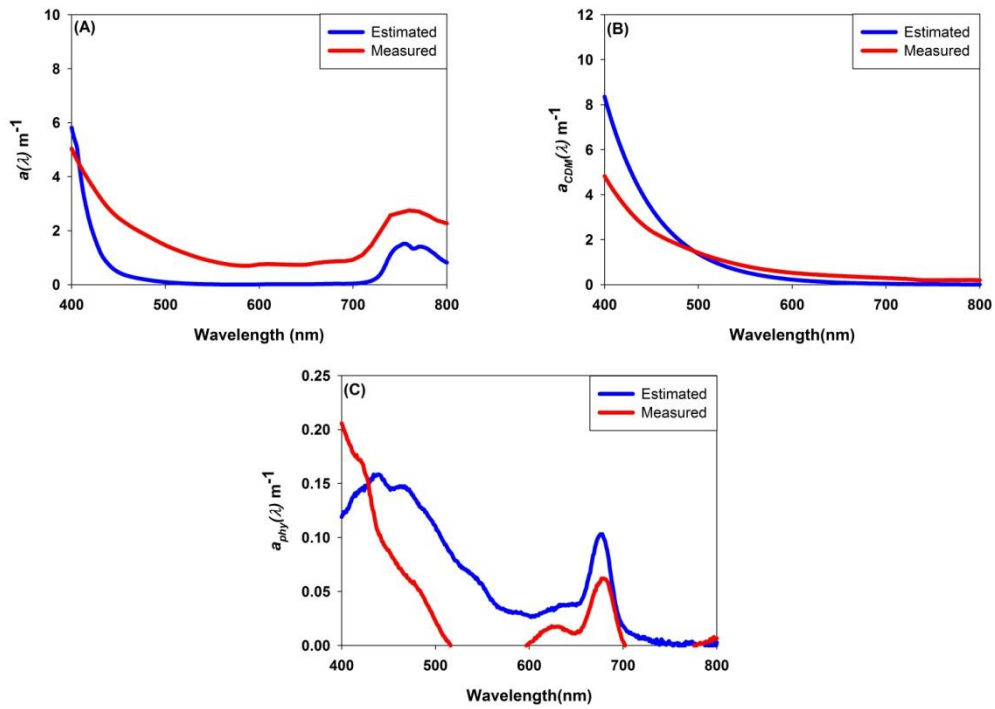 (A)
Estimated
Measured
10
8
6
4
2
0
a(λ) m⁻¹
400 500 600 700 800
Wavelength (nm)
(B)
Estimated
Measured
12
10
8
6
4
2
0
a_CDM(λ) m⁻¹
400 500 600 700 800
Wavelength(nm)
(C)
Estimated
Measured
0.25
0.20
0.15
0.10
0.05
0.00
a_phy(λ) m⁻¹
400 500 600 700 800
Wavelength(nm)